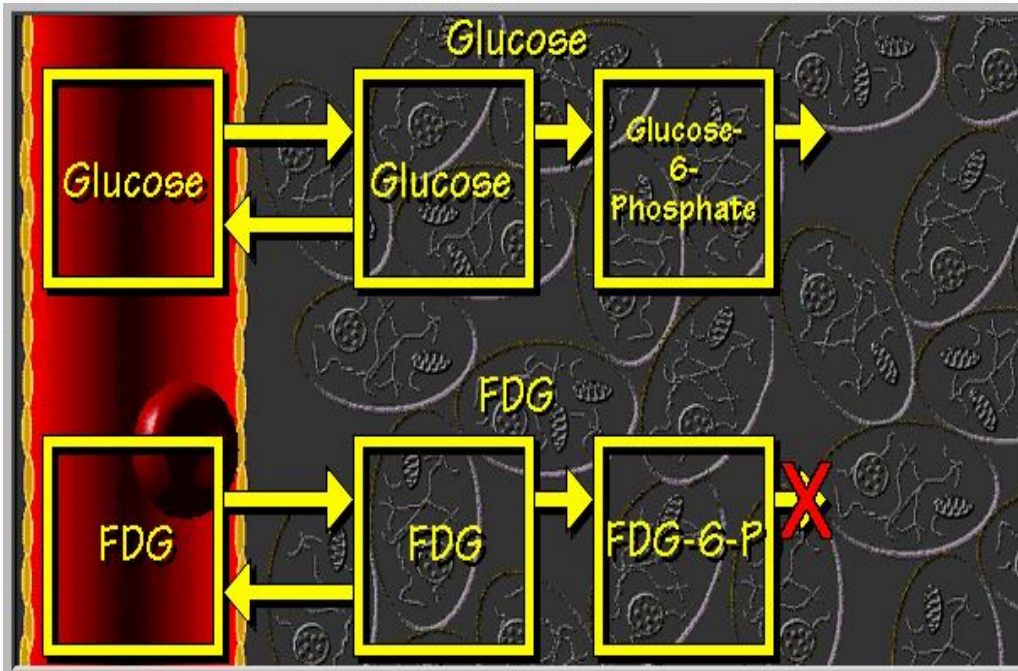 Glucose
Glucose
Glucose
Glucose-
6-
Phosphate
FDG
FDG
FDG
FDG-6-P